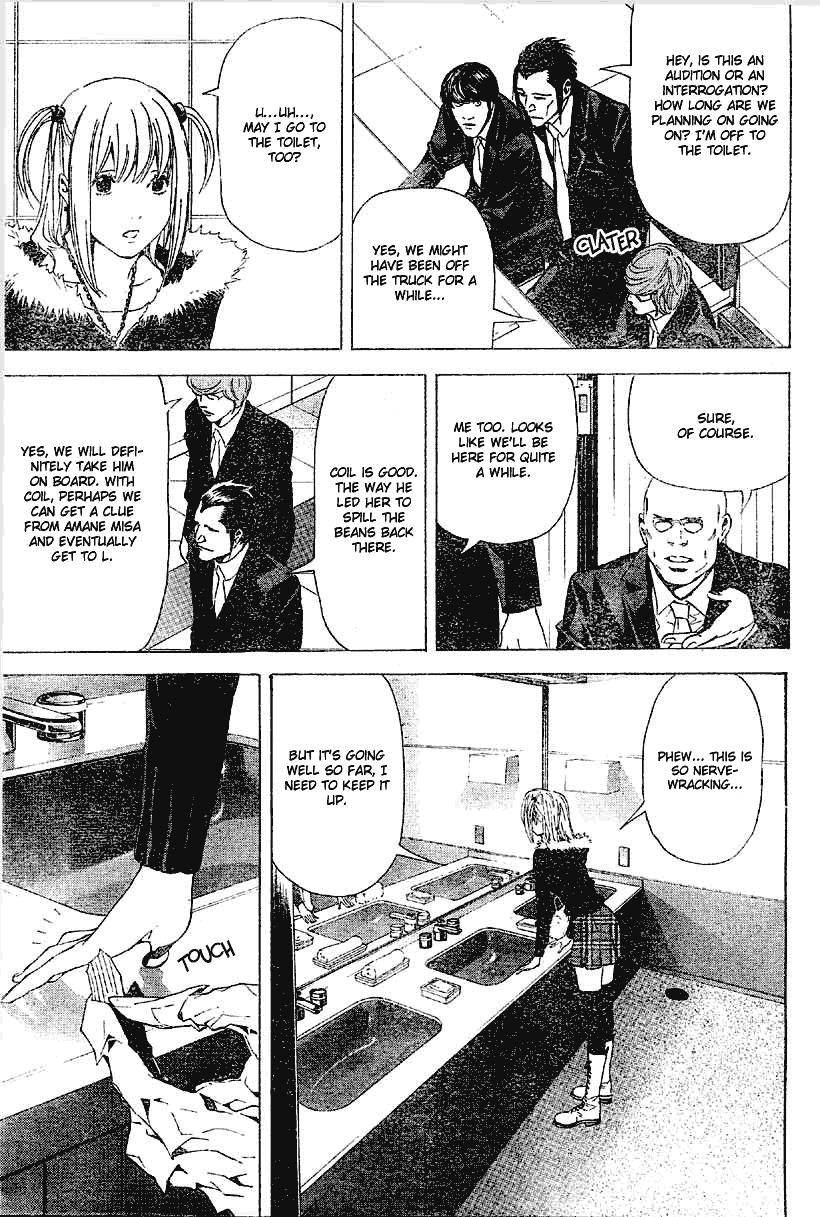 HEY, IS THIS AN
AUDITION OR AN
INTERROGATION?
HOW LONG ARE WE
PLANNING ON GOING
ON? I'M OFF TO
THE TOILET.
CLATER
YES, WE MIGHT
HAVE BEEN OFF
THE TRUCK FOR A
WHILE...
U...UH...,
MAY I GO TO
THE TOILET,
TOO?
SURE,
OF COURSE.
ME TOO. LOOKS
LIKE WE'LL BE
HERE FOR QUITE
A WHILE.
COIL IS GOOD.
THE WAY HE
LED HER TO
SPILL THE
BEANS BACK
THERE.
YES, WE WILL DEFI-
NITELY TAKE HIM
ON BOARD. WITH
COIL, PERHAPS WE
CAN GET A CLUE
FROM AMANE MISA
AND EVENTUALLY
GET TO L.
PHEW... THIS IS
SO NERVE-
WRACKING...
BUT IT'S GOING
WELL SO FAR, I
NEED TO KEEP IT
UP.
TOUCH